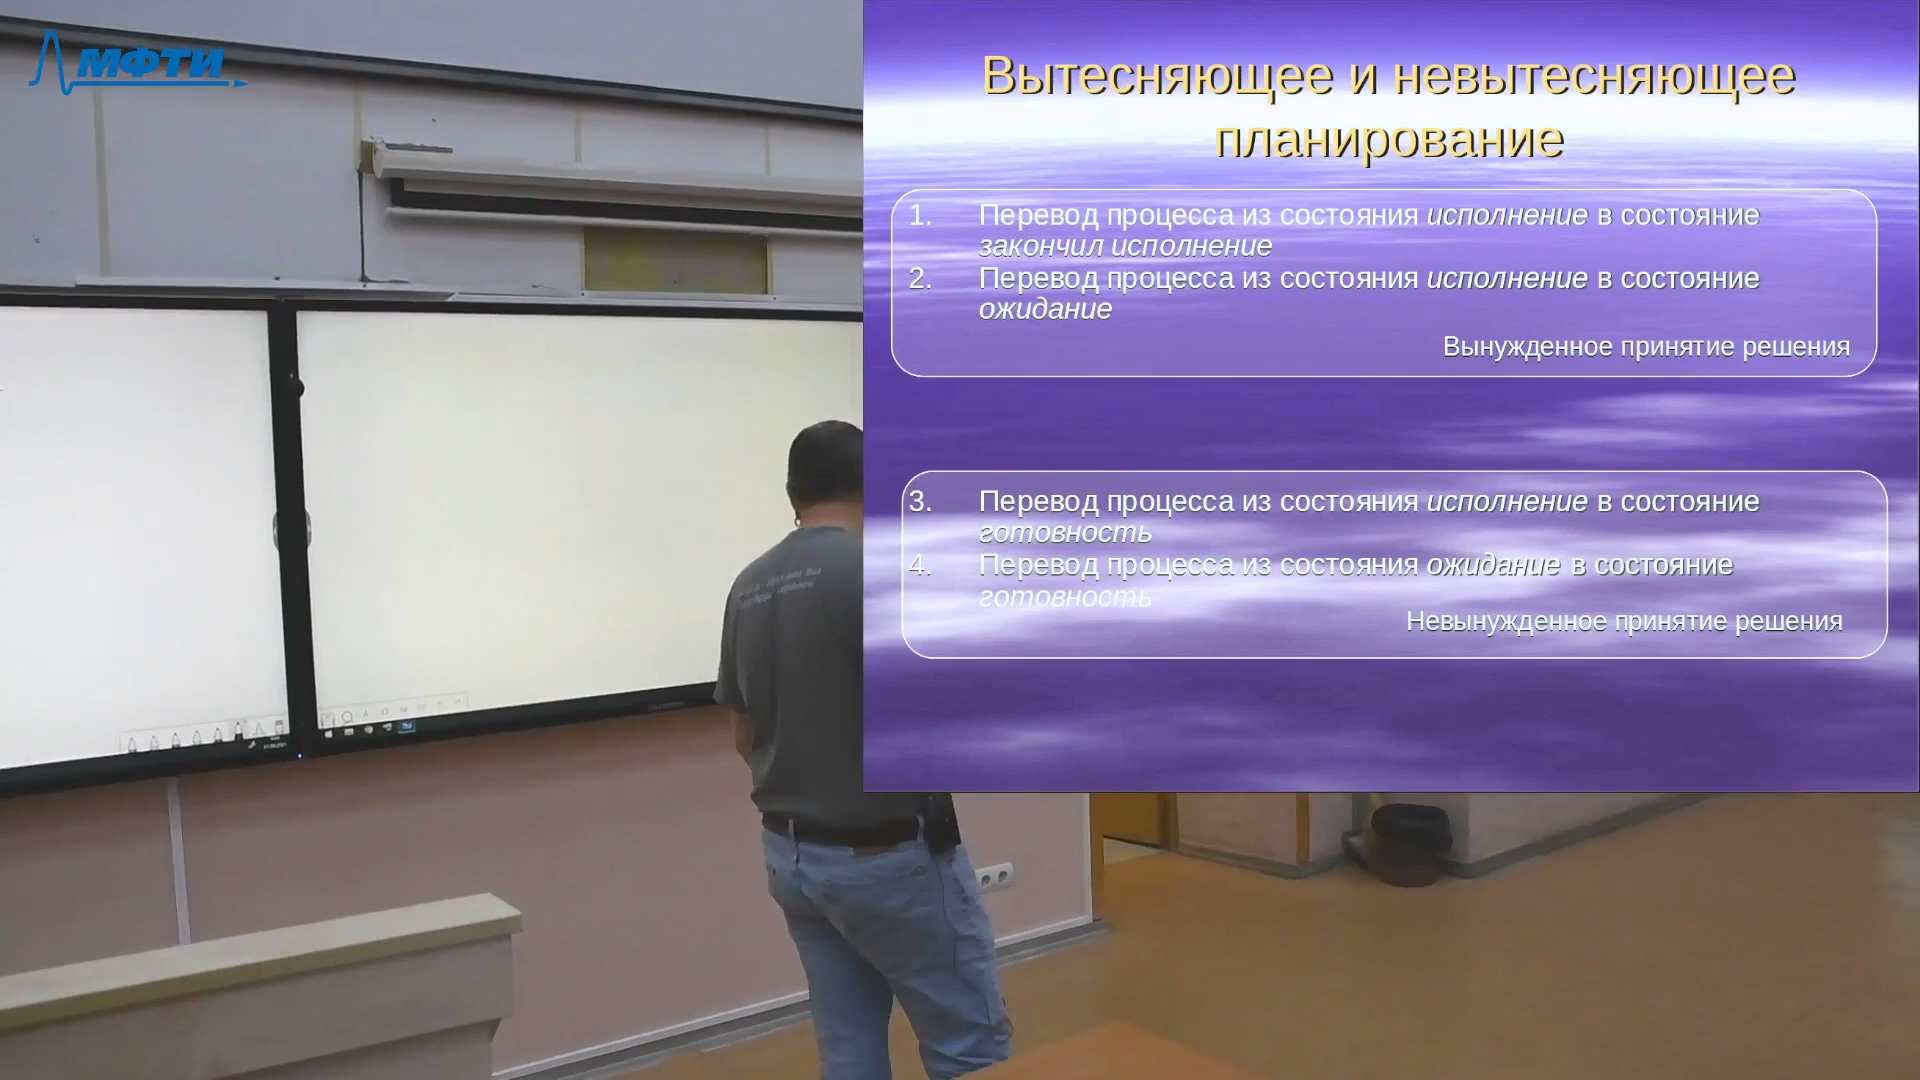 МФТИ
Вытесняющее и невытесняющее
планирование
1. Перевод процесса из состояния исполнение в состояние
закончил исполнение
2. Перевод процесса из состояния исполнение в состояние
ожидание
Вынужденное принятие решения
3. Перевод процесса из состояния исполнение в состояние
готовность
4. Перевод процесса из состояния ожидание в состояние
готовность
Невынужденное принятие решения